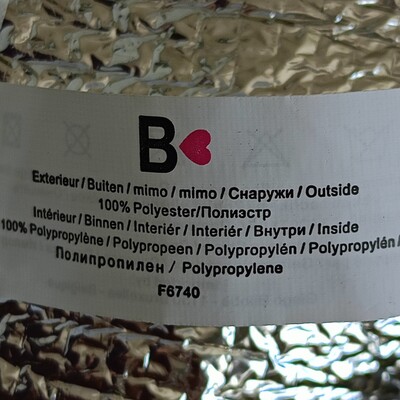 B
Exterieur / Buiten / mimo / mimo / Снаружи / Outside
100% Polyester/Полиэстр
Intérieur / Binnen / Interiér / Interiér / Внутри / Inside
100% Polypropylène / Polypropeen / Polypropylén / Polypropylén /
Полипропилен / Polypropylene
F6740